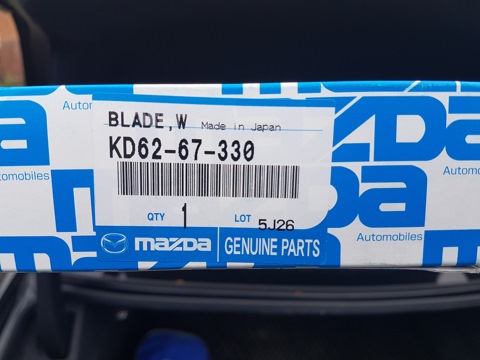 BLADE,W Made in Japan
KD62-67-330
QTY 1 LOT 5J26
mazda GENUINE PARTS
Automobiles
Automobiles